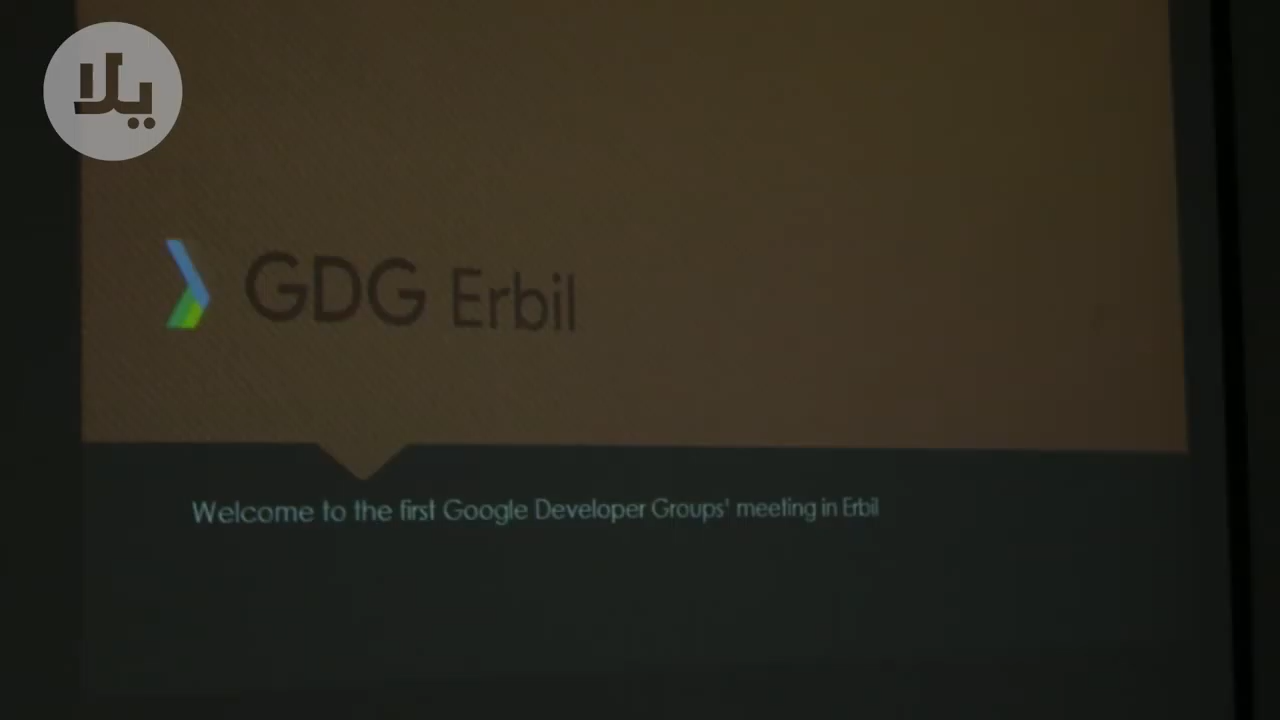 يلا
GDG Erbil
Welcome to the first Google Developer Groups' meeting in Erbil